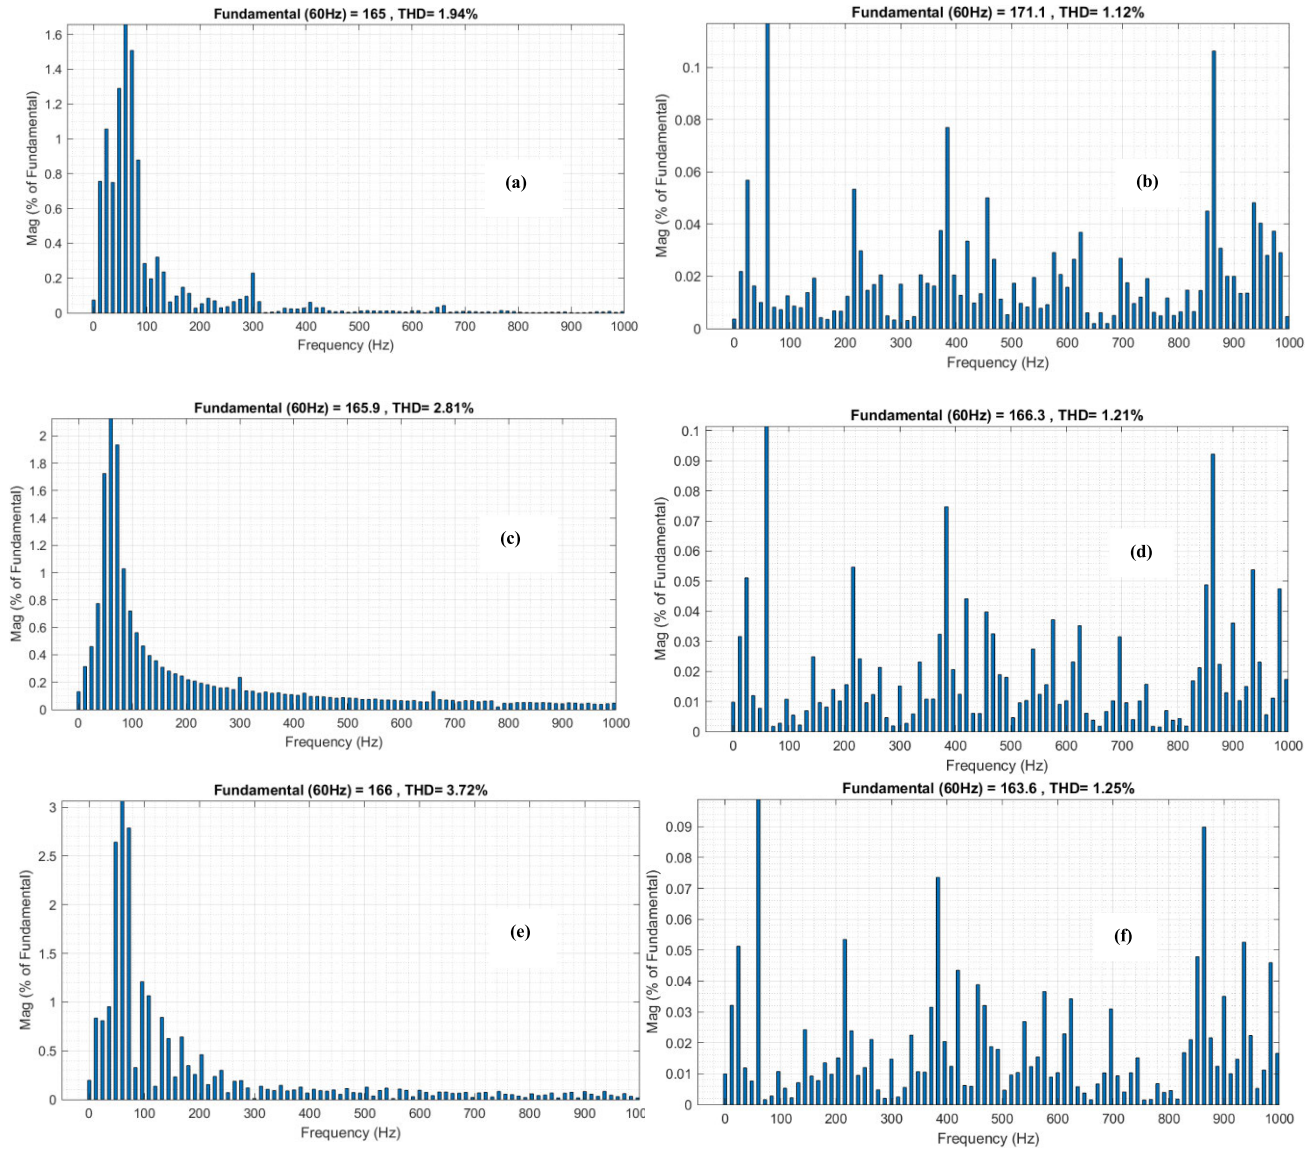 Fundamental (60Hz) = 165 , THD= 1.94%
Mag (% of Fundamental)
1.6
1.4
1.2
1
0.8
0.6
0.4
0.2
0
(a)
0 100 200 300 400 500 600 700 800 900 1000
Frequency (Hz)
Fundamental (60Hz) = 171.1 , THD= 1.12%
Mag (% of Fundamental)
0.1
0.08
0.06
0.04
0.02
0
(b)
0 100 200 300 400 500 600 700 800 900 1000
Frequency (Hz)
Fundamental (60Hz) = 165.9 , THD= 2.81%
Mag (% of Fundamental)
2
1.8
1.6
1.4
1.2
1
0.8
0.6
0.4
0.2
0
(c)
0 100 200 300 400 500 600 700 800 900 1000
Frequency (Hz)
Fundamental (60Hz) = 166.3 , THD= 1.21%
Mag (% of Fundamental)
0.1
0.09
0.08
0.07
0.06
0.05
0.04
0.03
0.02
0.01
0
(d)
0 100 200 300 400 500 600 700 800 900 1000
Frequency (Hz)
Fundamental (60Hz) = 166 , THD= 3.72%
Mag (% of Fundamental)
3
2.5
2
1.5
1
0.5
0
(e)
0 100 200 300 400 500 600 700 800 900 100
Frequency (Hz)
Fundamental (60Hz) = 163.6 , THD= 1.25%
Mag (% of Fundamental)
0.09
0.08
0.07
0.06
0.05
0.04
0.03
0.02
0.01
0
(f)
0 100 200 300 400 500 600 700 800 900 1000
Frequency (Hz)